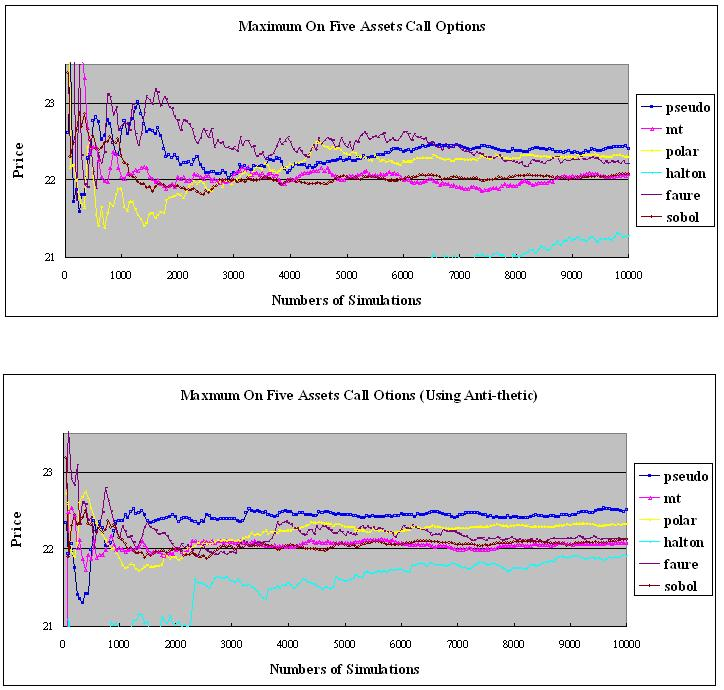 Maximum On Five Assets Call Options
23
22
21
Price
0 1000 2000 3000 4000 5000 6000 7000 8000 9000 10000
Numbers of Simulations
pseudo
mt
polar
halton
faure
sobol
Maxmum On Five Assets Call Otions (Using Anti-thetic)
23
22
21
Price
0 1000 2000 3000 4000 5000 6000 7000 8000 9000 10000
Numbers of Simulations
pseudo
mt
polar
halton
faure
sobol